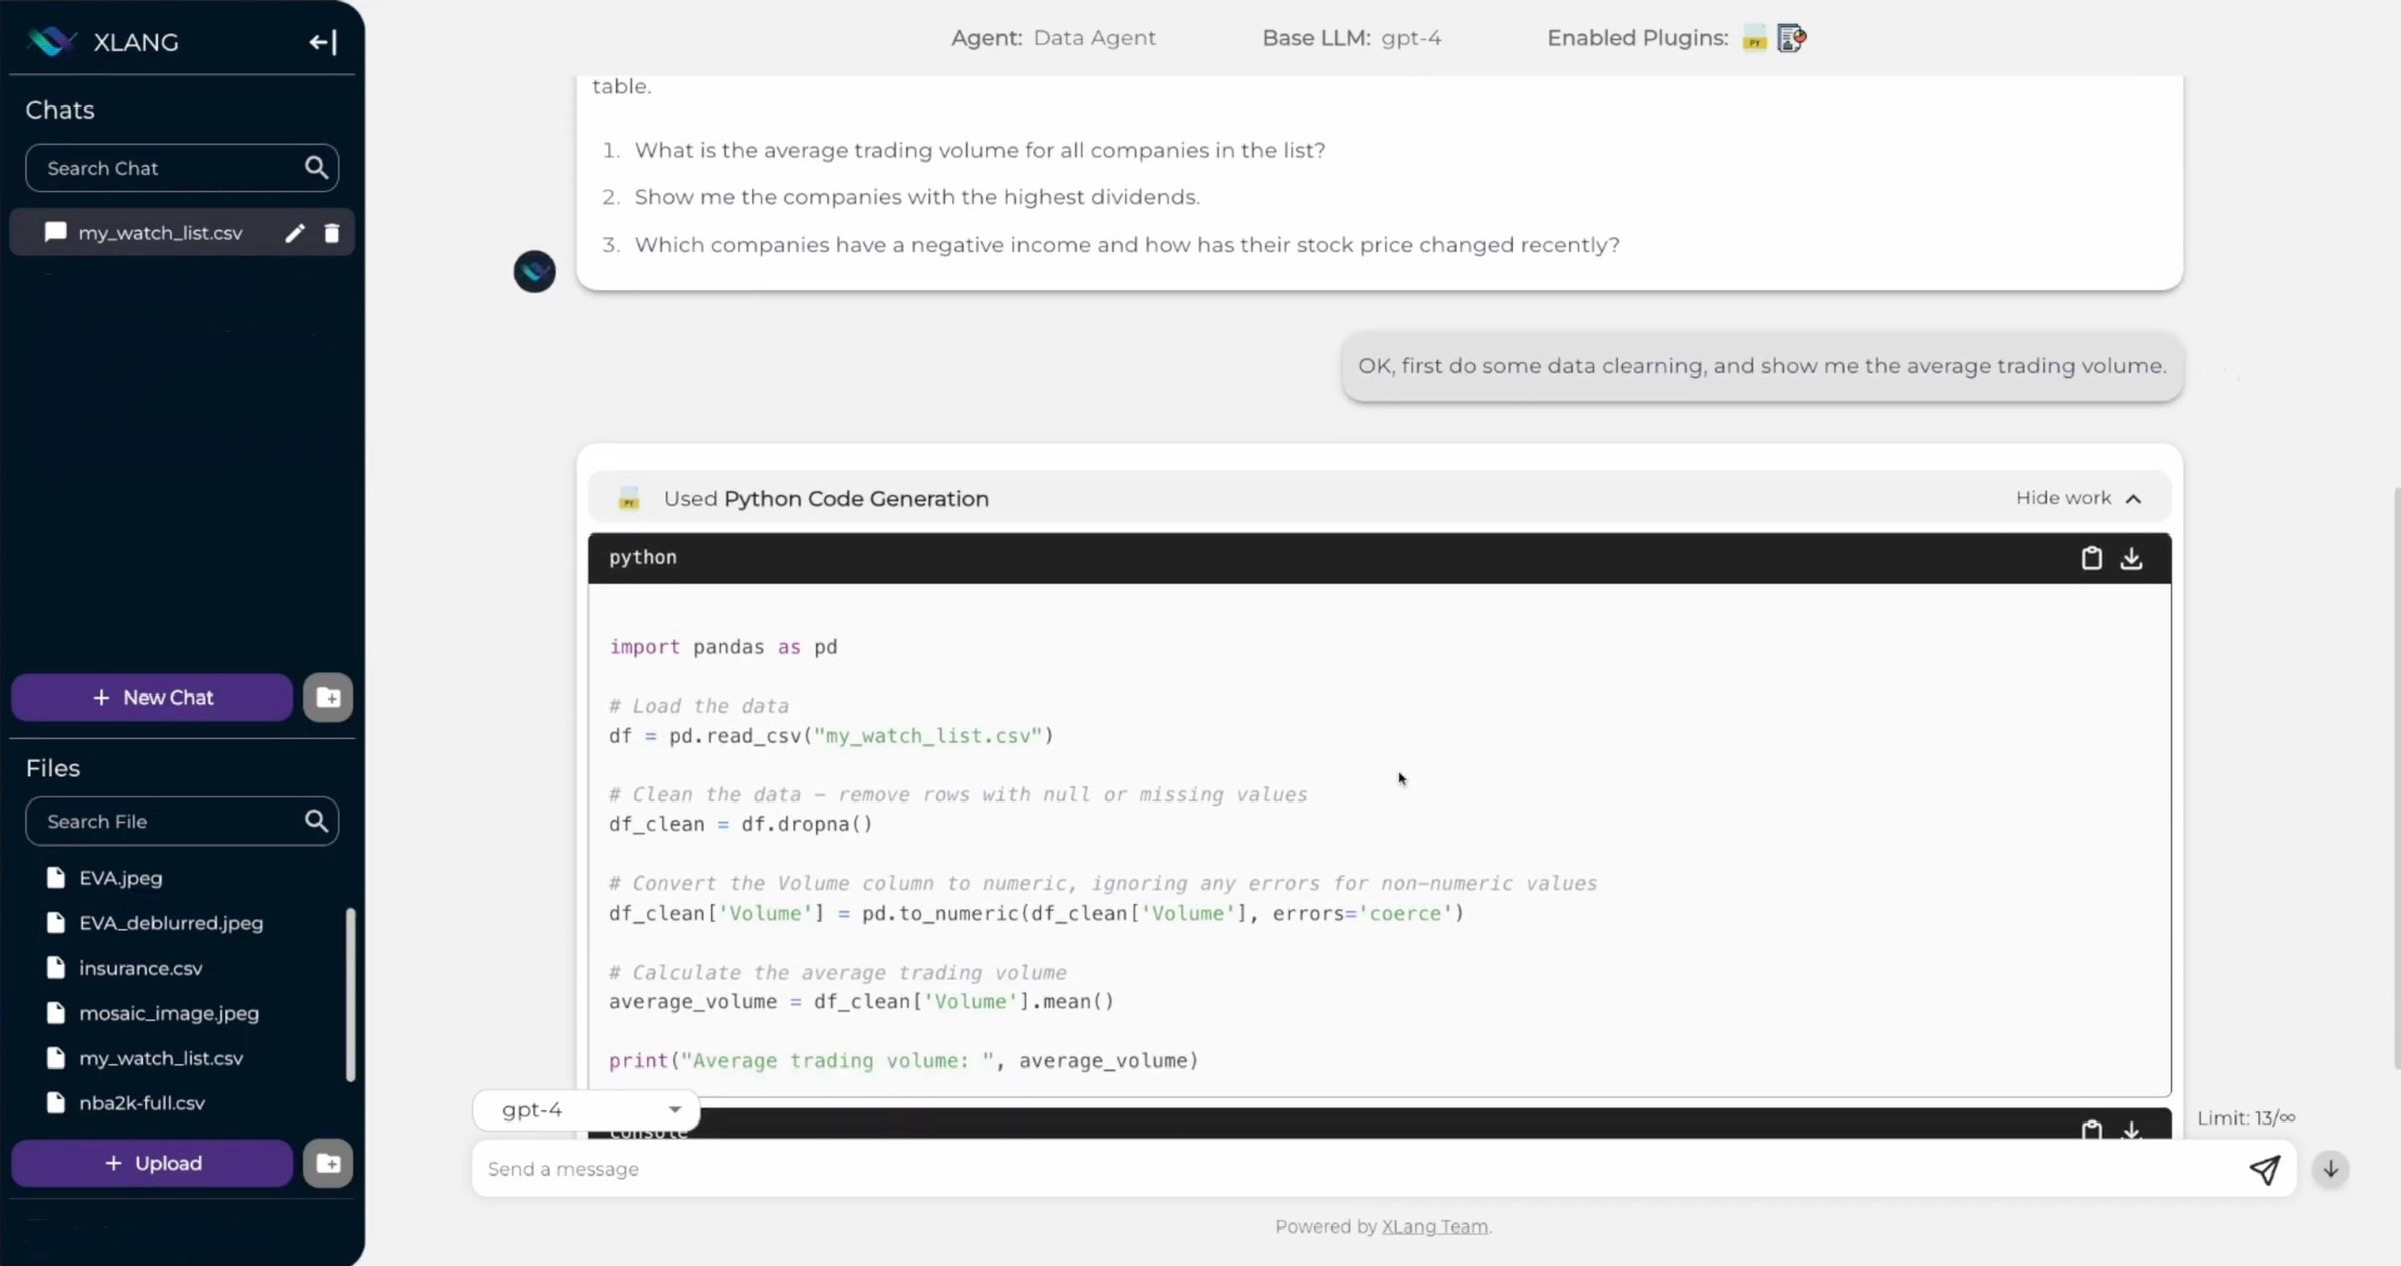 XLANG
Chats
Search Chat
my_watch_list.csv
+ New Chat
Files
Search File
EVA.jpeg
EVA_deblurred.jpeg
insurance.csv
mosaic_image.jpeg
my_watch_list.csv
nba2k-full.csv
+ Upload
Agent: Data Agent
Base LLM: gpt-4
Enabled Plugins:
PY
table.
1. What is the average trading volume for all companies in the list?
2. Show me the companies with the highest dividends.
3. Which companies have a negative income and how has their stock price changed recently?
OK, first do some data clearning, and show me the average trading volume.
PY
Used Python Code Generation
Hide work
python
import pandas as pd
# Load the data
df = pd.read_csv("my_watch_list.csv")
# Clean the data – remove rows with null or missing values
df_clean = df.dropna()
# Convert the Volume column to numeric, ignoring any errors for non–numeric values
df_clean['Volume'] = pd.to_numeric(df_clean['Volume'], errors='coerce')
# Calculate the average trading volume
average_volume = df_clean['Volume'].mean()
print("Average trading volume: ", average_volume)
gpt-4
console
Limit: 13/∞
Send a message
Powered by XLang Team.